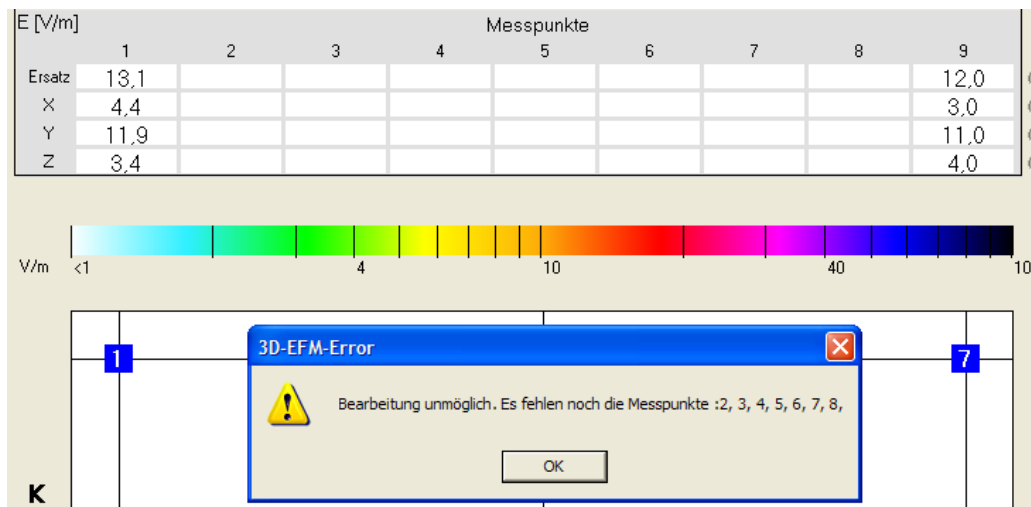 E [V/m] Messpunkte
1 2 3 4 5 6 7 8 9
Ersatz 13,1 12,0
X 4,4 3,0
Y 11,9 11,0
Z 3,4 4,0
V/m <1 4 10 40 10
1 3D-EFM-Error 7
Bearbeitung unmöglich. Es fehlen noch die Messpunkte :2, 3, 4, 5, 6, 7, 8,
OK
K